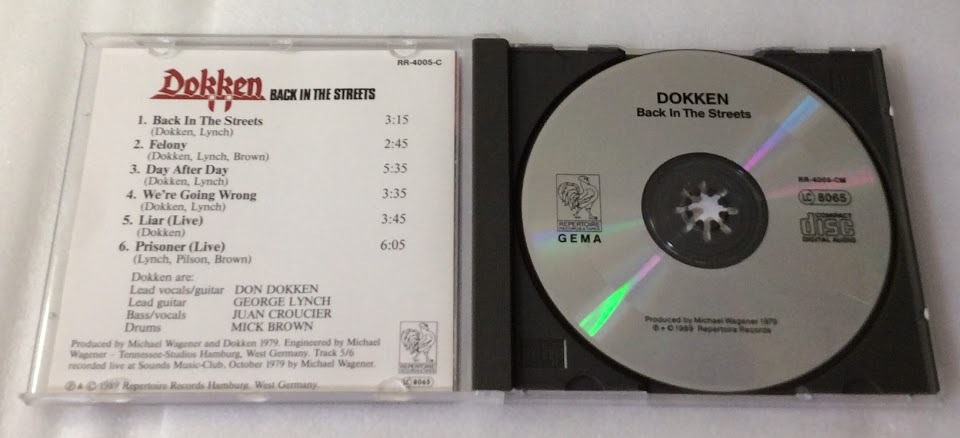 RR-4005-C
Dokken BACK IN THE STREETS
1. Back In The Streets 3:15
(Dokken, Lynch)
2. Felony 2:45
(Dokken, Lynch, Brown)
3. Day After Day 5:35
(Dokken, Lynch)
4. We're Going Wrong 3:35
(Dokken, Lynch)
5. Liar (Live) 3:45
(Dokken)
6. Prisoner (Live) 6:05
(Lynch, Pilson, Brown)
Dokken are:
Lead vocals/guitar DON DOKKEN
Lead guitar GEORGE LYNCH
Bass/vocals JUAN CROUCIER
Drums MICK BROWN
Produced by Michael Wagener and Dokken 1979. Engineered by Michael
Wagener - Tennessee-Studios Hamburg, West Germany. Track 5/6
recorded live at Sounds Music-Club, October 1979 by Michael Wagener.
REPERTOIRE
LC 8065
℗ & © 1989 Repertoire Records Hamburg. West Germany.
DOKKEN
Back In The Streets
RR-4005-CM
LC 8065
REPERTOIRE
RECORDS & TAPES
GEMA
COMPACT
disc
DIGITAL AUDIO
Produced by Michael Wagener 1979
℗ + © 1989 Repertoire Records